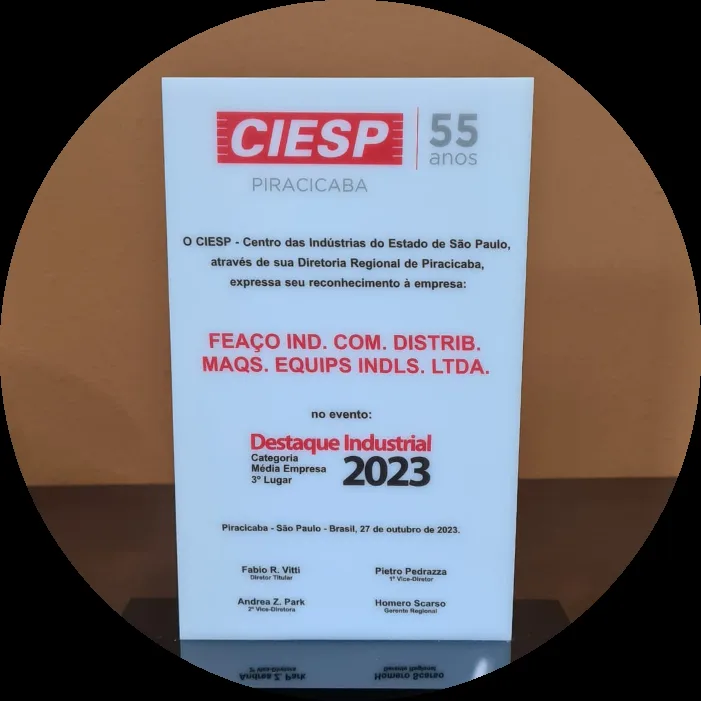 CIESP
55
anos
PIRACICABA
O CIESP - Centro das Indústrias do Estado de São Paulo,
através de sua Diretoria Regional de Piracicaba,
expressa seu reconhecimento à empresa:
FEAÇO IND. COM. DISTRIB.
MAQS. EQUIPS INDLS. LTDA.
no evento:
Destaque Industrial
Categoria
Média Empresa
3º Lugar
2023
Piracicaba - São Paulo - Brasil, 27 de outubro de 2023.
Fabio R. Vitti
Diretor Titular
Pietro Pedrazza
1º Vice-Diretor
Andrea Z. Park
2ª Vice-Diretora
Homero Scarso
Gerente Regional